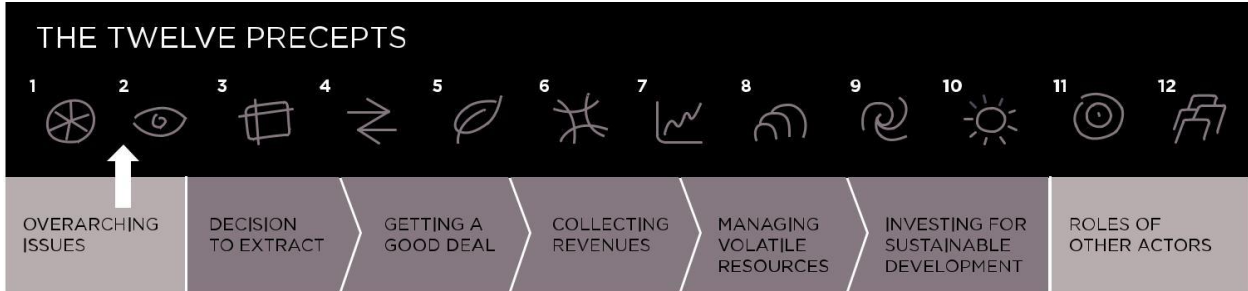 THE TWELVE PRECEPTS
1 2 3 4 5 6 7 8 9 10 11 12
OVERARCHING
ISSUES
DECISION
TO EXTRACT
GETTING A
GOOD DEAL
COLLECTING
REVENUES
MANAGING
VOLATILE
RESOURCES
INVESTING FOR
SUSTAINABLE
DEVELOPMENT
ROLES OF
OTHER ACTORS